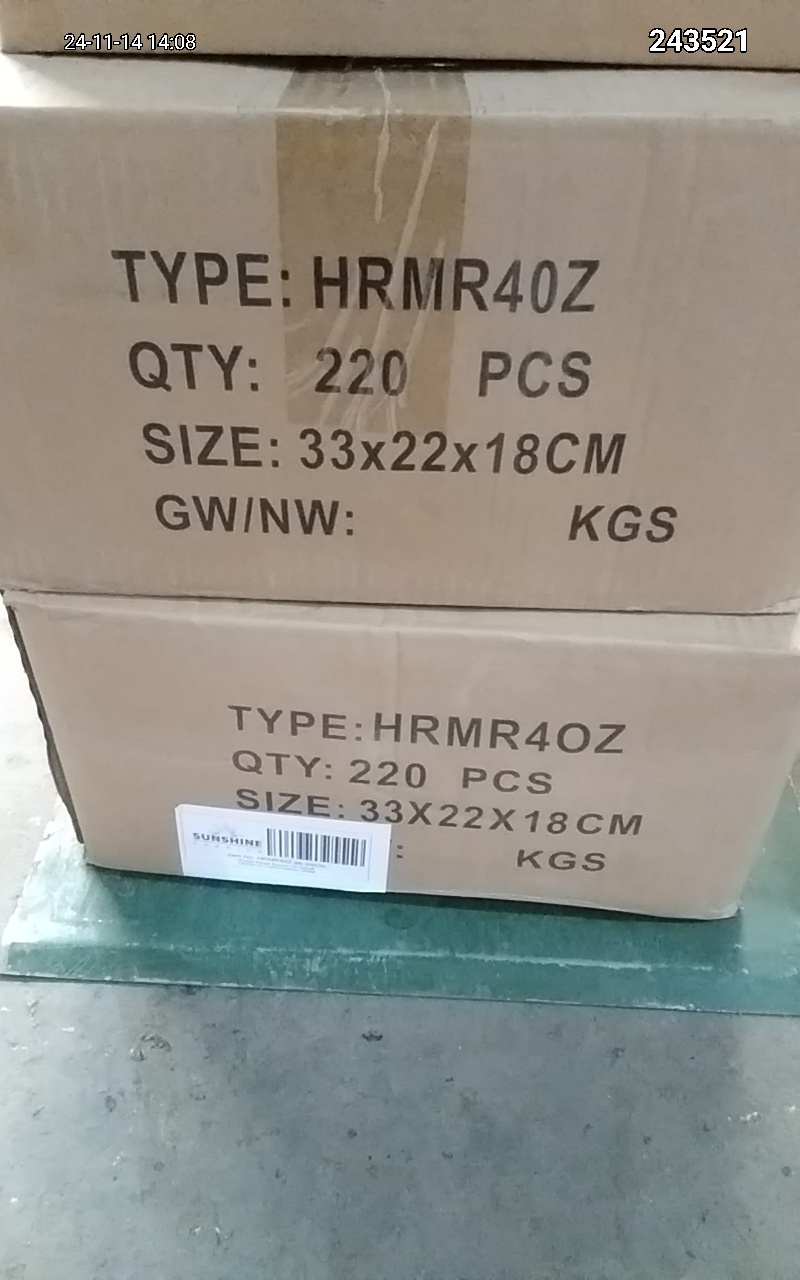 24-11-14 14:08
243521
TYPE: HRMR40Z
QTY: 220 PCS
SIZE: 33x22x18CM
GW/NW: KGS
TYPE: HRMR4OZ
QTY: 220 PCS
SIZE: 33X22X18CM
SUNSHINE
: KGS